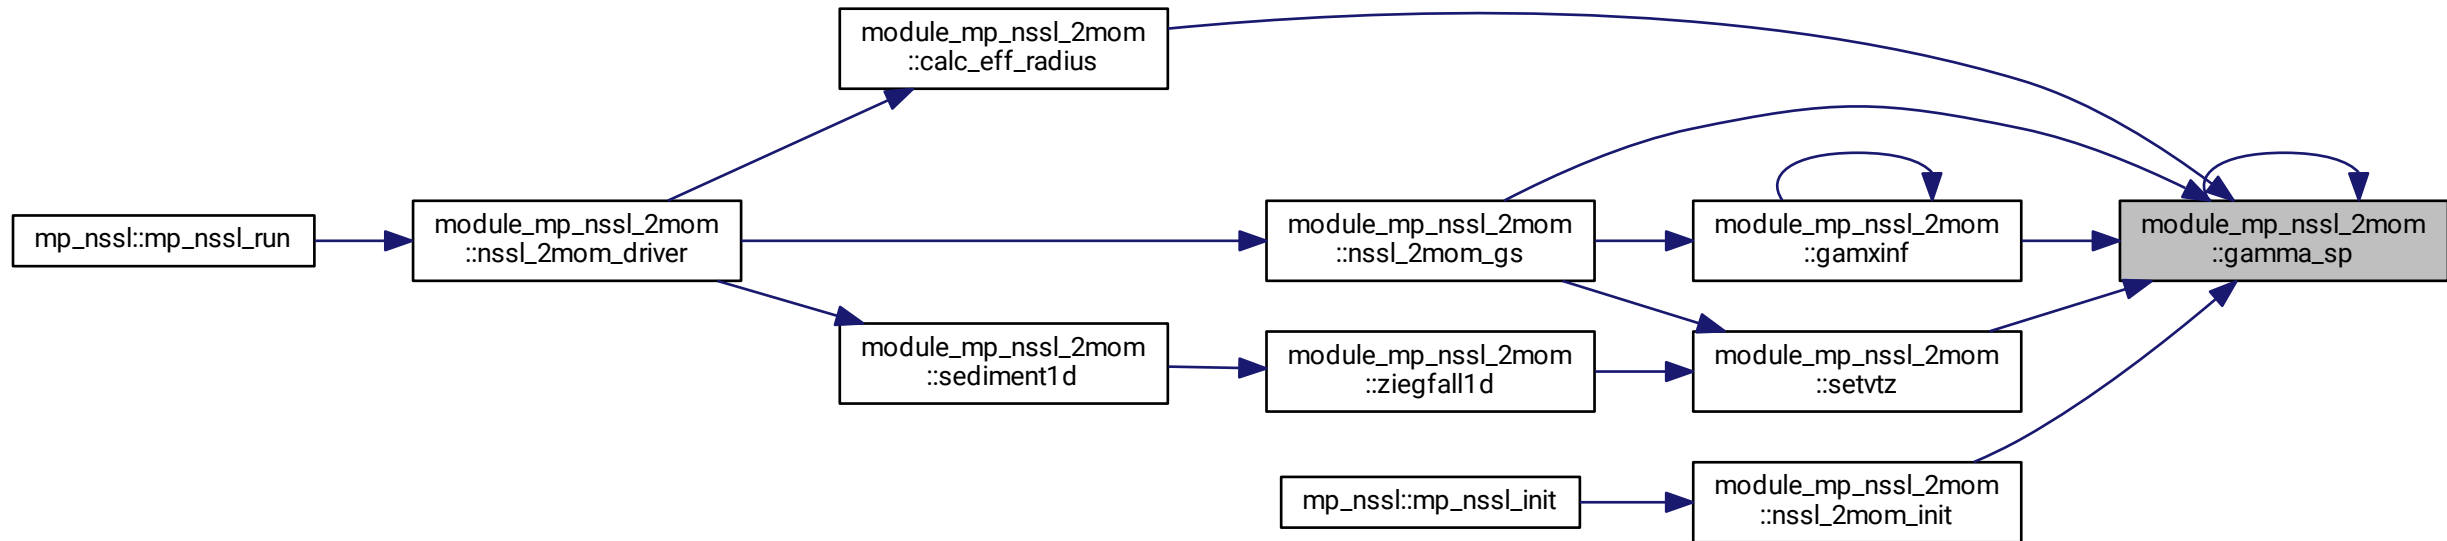 module_mp_nssl_2mom
::calc_eff_radius
mp_nssl::mp_nssl_run
module_mp_nssl_2mom
::nssl_2mom_driver
module_mp_nssl_2mom
::nssl_2mom_gs
module_mp_nssl_2mom
::gamxinf
module_mp_nssl_2mom
::gamma_sp
module_mp_nssl_2mom
::sediment1d
module_mp_nssl_2mom
::ziegfall1d
module_mp_nssl_2mom
::setvtz
mp_nssl::mp_nssl_init
module_mp_nssl_2mom
::nssl_2mom_init